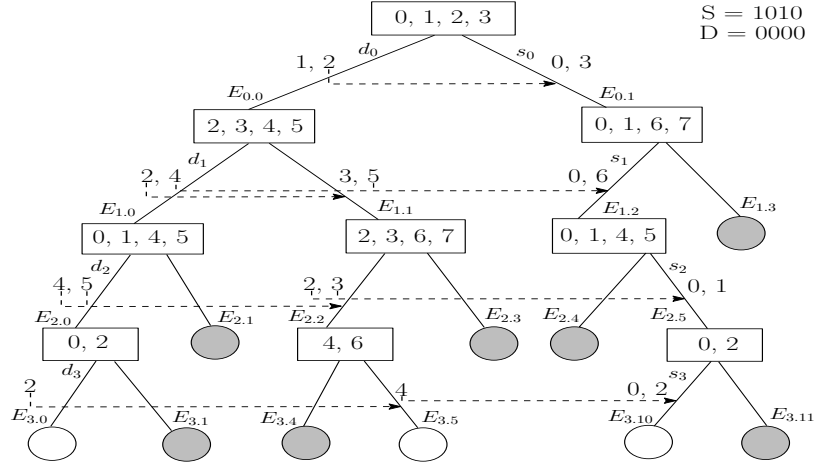 0, 1, 2, 3
S = 1010
D = 0000
d0
s0
1, 2
0, 3
E0.0
E0.1
2, 3, 4, 5
0, 1, 6, 7
d1
s1
2, 4
3, 5
0, 6
E1.0
E1.1
E1.2
E1.3
0, 1, 4, 5
2, 3, 6, 7
0, 1, 4, 5
d2
s2
4, 5
2, 3
0, 1
E2.0
E2.1
E2.2
E2.3
E2.4
E2.5
0, 2
4, 6
0, 2
d3
s3
2
4
0, 2
E3.0
E3.1
E3.4
E3.5
E3.10
E3.11